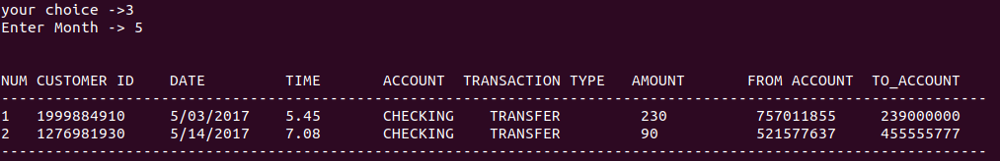 your choice ->3
Enter Month -> 5
NUM CUSTOMER ID    DATE         TIME       ACCOUNT  TRANSACTION TYPE   AMOUNT       FROM ACCOUNT  TO_ACCOUNT
---------------------------------------------------------------------------------------------------------------
1   1999884910     5/03/2017    5.45       CHECKING    TRANSFER         230          757011855     239000000
2   1276981930     5/14/2017    7.08       CHECKING    TRANSFER         90           521577637     455555777
---------------------------------------------------------------------------------------------------------------